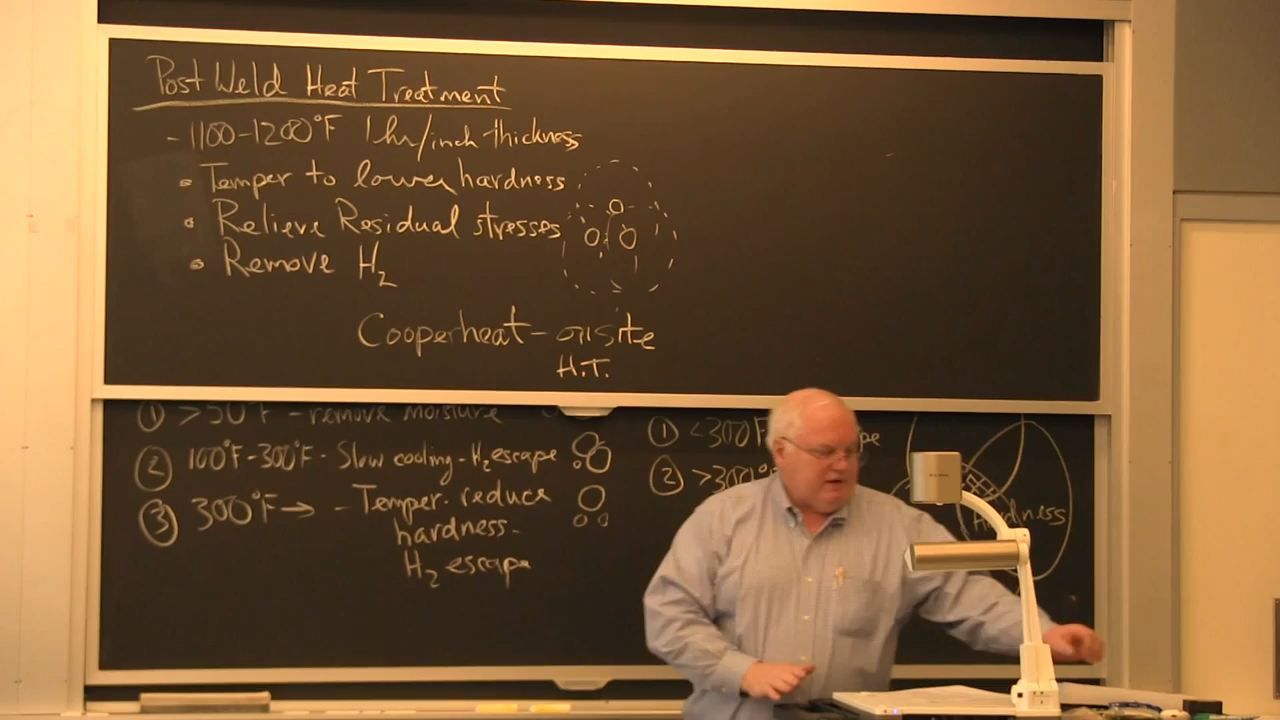 Post Weld Heat Treatment
- 1100-1200°F 1 hr/inch thickness
• Temper to lower hardness
• Relieve Residual stresses
• Remove H2
Cooperheat - onsite
H.T.
① >50°F - remove moisture
② 100°F-300°F - Slow cooling - H2 escape
③ 300°F → - Temper. reduce
hardness -
H2 escape
① <300°F
② >300°
Hardness